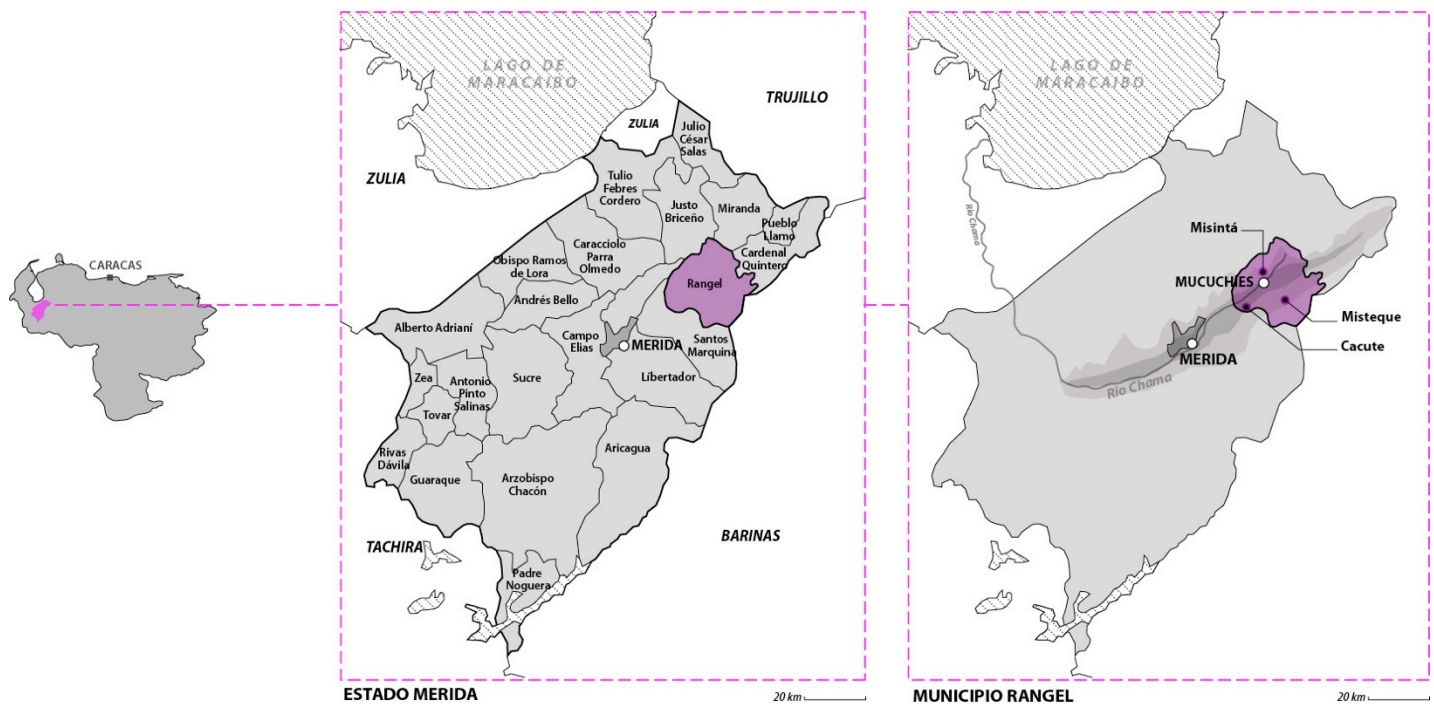 CARACAS
LAGO DE
MARACAIBO
TRUJILLO
ZULIA
Julio
César
Salas
ZULIA
Tulio
Febres
Cordero
Justo
Briceño
Miranda
Pueblo
Llamo
Caracciolo
Parra
Olmedo
Cardenal
Quintero
Obispo Ramos
de Lora
Rangel
Andrés Bello
Alberto Adrianí
Campo
Elias
MERIDA
Santos
Marquina
Líbertador
Zea
Antonio
Pinto
Salinas
Sucre
Tovar
Rivas
Dávila
Guaraque
Arzobispo
Chacón
Aricagua
TACHIRA
BARINAS
Padre
Noguera
ESTADO MERIDA
20 km
LAGO DE
MARACAIBO
Rio Chama
Misintá
MUCUCHIES
Misteque
Cacute
MERIDA
Rio Chama
MUNICIPIO RANGEL
20 km